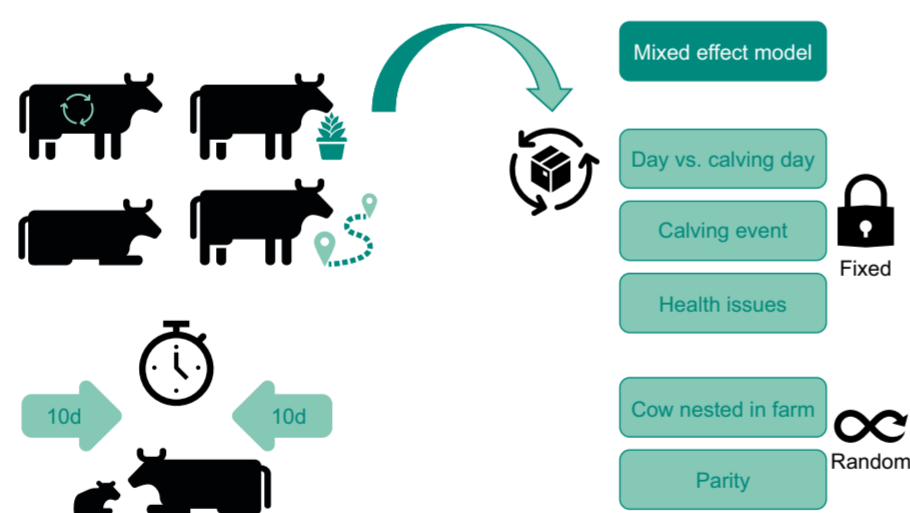 Mixed effect model
Day vs. calving day
Calving event
Fixed
Health issues
10d
10d
Cow nested in farm
Random
Parity